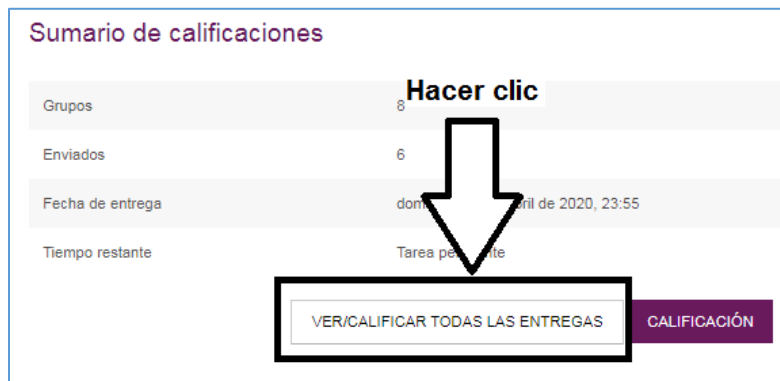 Sumario de calificaciones
Hacer clic
Grupos 8
Enviados 6
Fecha de entrega de 2020, 23:55
Tiempo restante Tarea
VER/CALIFICAR TODAS LAS ENTREGAS CALIFICACIÓN